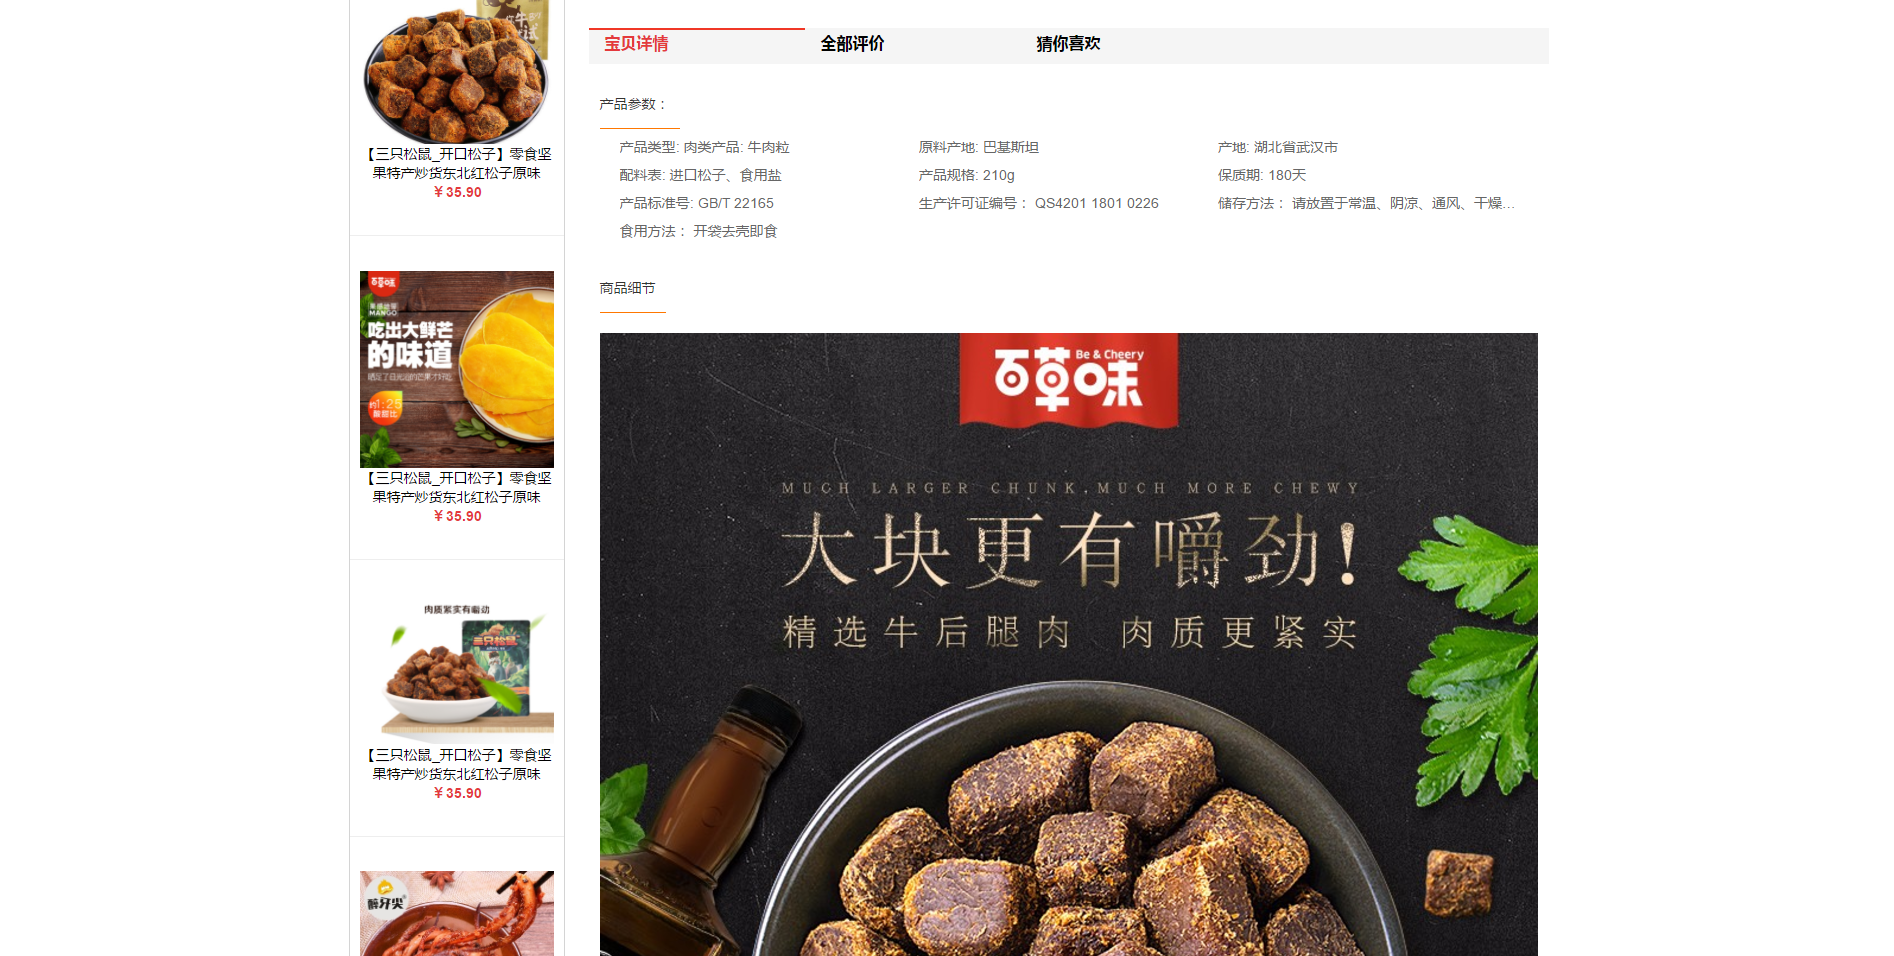 牛
试
【三只松鼠_开口松子】零食坚
果特产炒货东北红松子原味
￥35.90
百草味
MANGO
吃出大鲜芒
的味道
约1:25
酸甜比
【三只松鼠_开口松子】零食坚
果特产炒货东北红松子原味
￥35.90
肉质紧实有嚼劲
三只松鼠
【三只松鼠_开口松子】零食坚
果特产炒货东北红松子原味
￥35.90
宝贝详情 全部评价 猜你喜欢
产品参数：
产品类型: 肉类产品: 牛肉粒 原料产地: 巴基斯坦 产地: 湖北省武汉市
配料表: 进口松子、食用盐 产品规格: 210g 保质期: 180天
产品标准号: GB/T 22165 生产许可证编号： QS4201 1801 0226 储存方法： 请放置于常温、阴凉、通风、干燥...
食用方法： 开袋去壳即食
商品细节
Be & Cheery
百草味
MUCH LARGER CHUNK,MUCH MORE CHEWY
大块更有嚼劲!
精选牛后腿肉 肉质更紧实